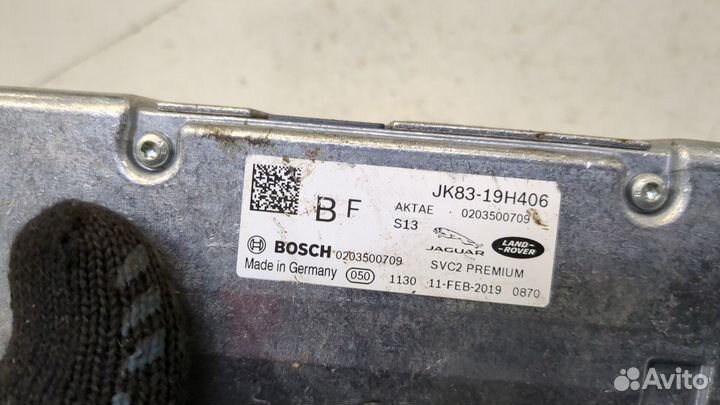 JK83-19H406
BF AKTAE 0203500709
S13
JAGUAR LAND-ROVER
BOSCH 0203500709 SVC2 PREMIUM
Made in Germany 050 1130 11-FEB-2019 0870
Avito